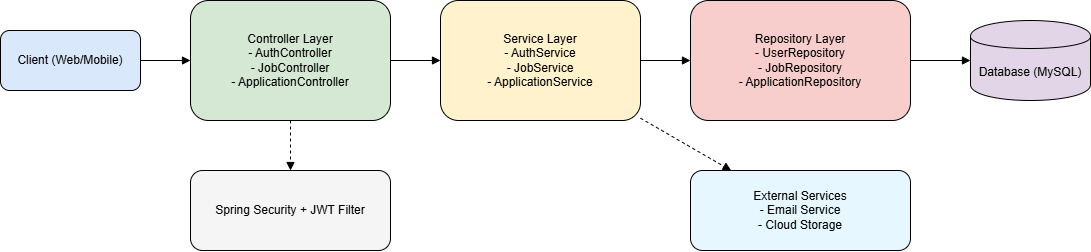 Client (Web/Mobile)
Controller Layer
- AuthController
- JobController
- ApplicationController
Service Layer
- AuthService
- JobService
- ApplicationService
Repository Layer
- UserRepository
- JobRepository
- ApplicationRepository
Database (MySQL)
Spring Security + JWT Filter
External Services
- Email Service
- Cloud Storage